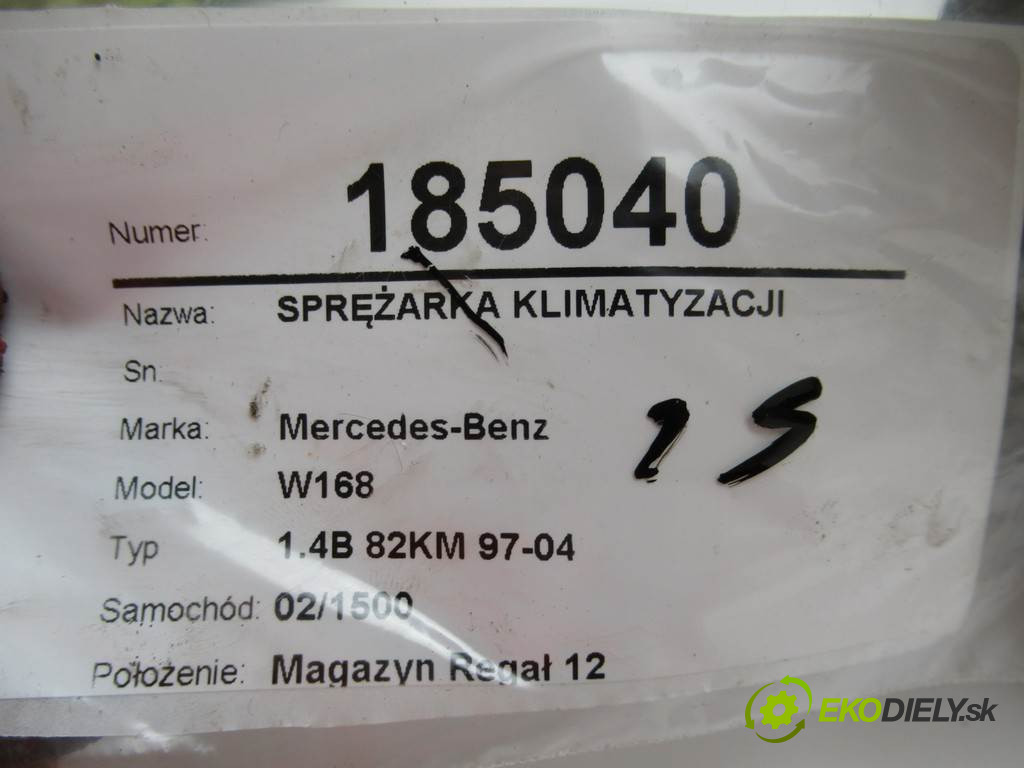 Numer: 185040
Nazwa: SPRĘŻARKA KLIMATYZACJI
Sn:
Marka: Mercedes-Benz
Model: W168
Typ 1.4B 82KM 97-04
Samochód: 02/1500
Położenie: Magazyn Regał 12
EKODIELY.sk